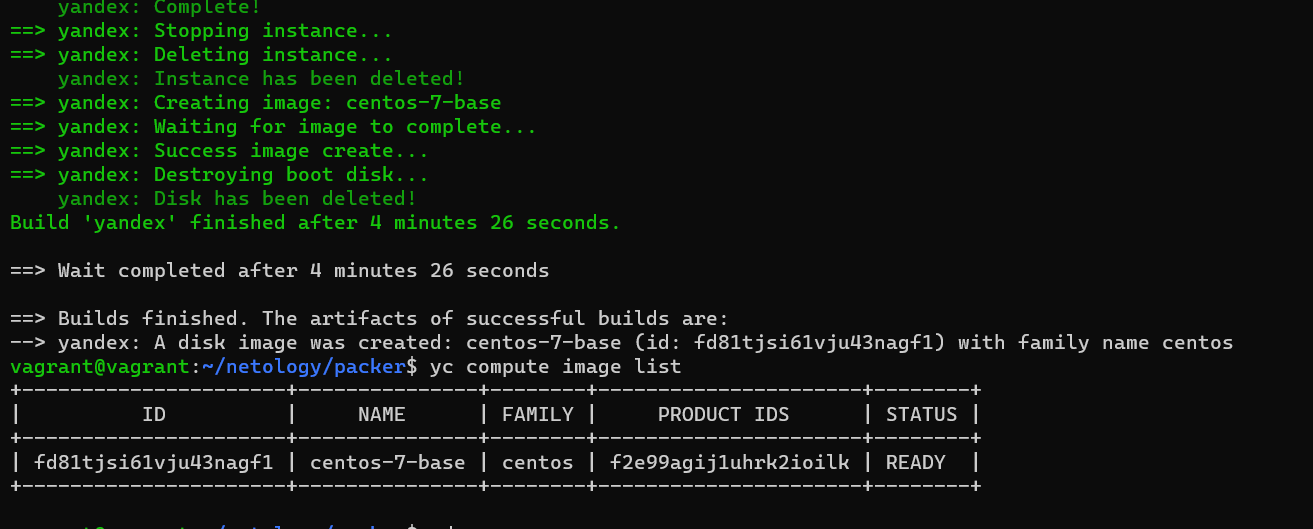 yandex: Complete!
==> yandex: Stopping instance...
==> yandex: Deleting instance...
    yandex: Instance has been deleted!
==> yandex: Creating image: centos-7-base
==> yandex: Waiting for image to complete...
==> yandex: Success image create...
==> yandex: Destroying boot disk...
    yandex: Disk has been deleted!
Build 'yandex' finished after 4 minutes 26 seconds.
==> Wait completed after 4 minutes 26 seconds
==> Builds finished. The artifacts of successful builds are:
--> yandex: A disk image was created: centos-7-base (id: fd81tjsi61vju43nagf1) with family name centos
vagrant@vagrant:~/netology/packer$ yc compute image list
+----------------------+---------------+--------+----------------------+--------+
|          ID          |     NAME      | FAMILY |     PRODUCT IDS      | STATUS |
+----------------------+---------------+--------+----------------------+--------+
| fd81tjsi61vju43nagf1 | centos-7-base | centos | f2e99agij1uhrk2ioilk | READY  |
+----------------------+---------------+--------+----------------------+--------+